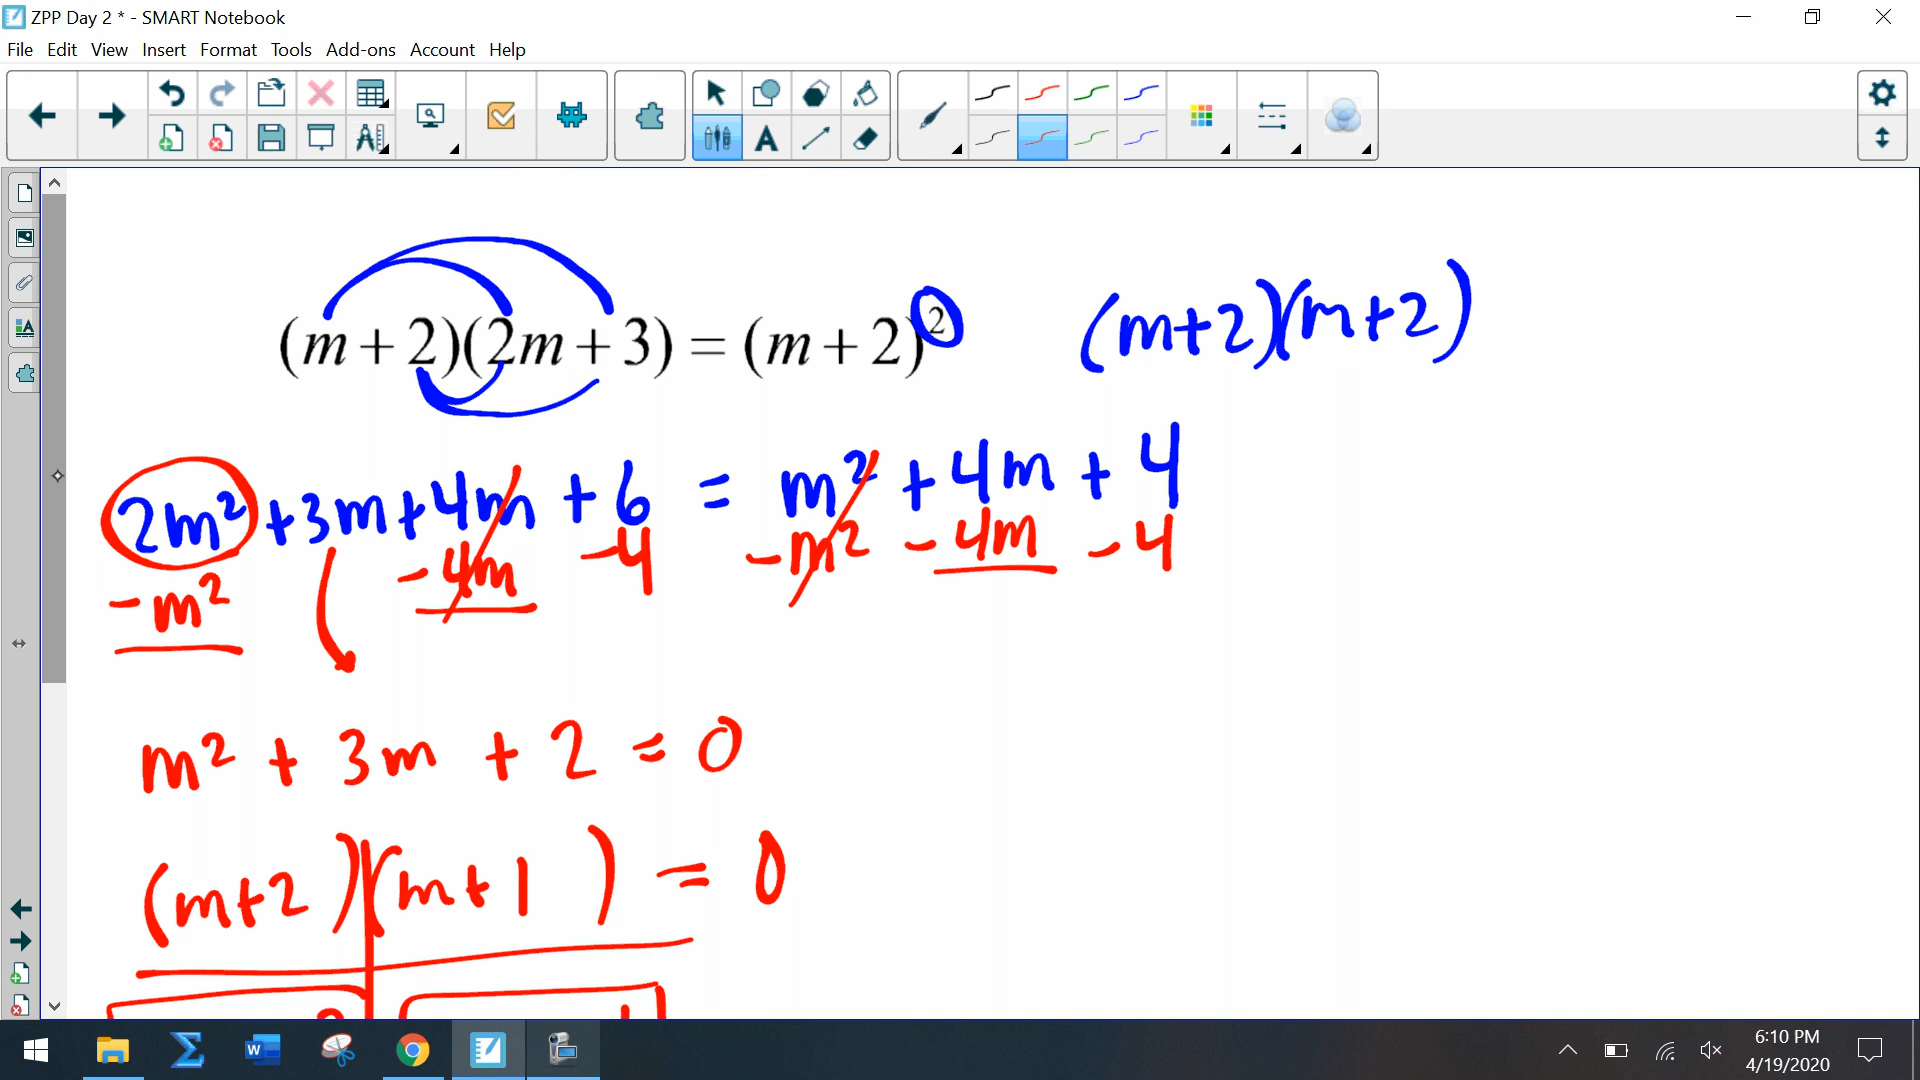 ZPP Day 2 * - SMART Notebook
File Edit View Insert Format Tools Add-ons Account Help
(m + 2)(2m + 3) = (m + 2)² (m+2)(m+2)
2m² +3m+4m + 6 = m² + 4m + 4
-m² -4m -4 -m² - 4m - 4
m² + 3m + 2 = 0
(m+2)(m+1) = 0
6:10 PM
4/19/2020